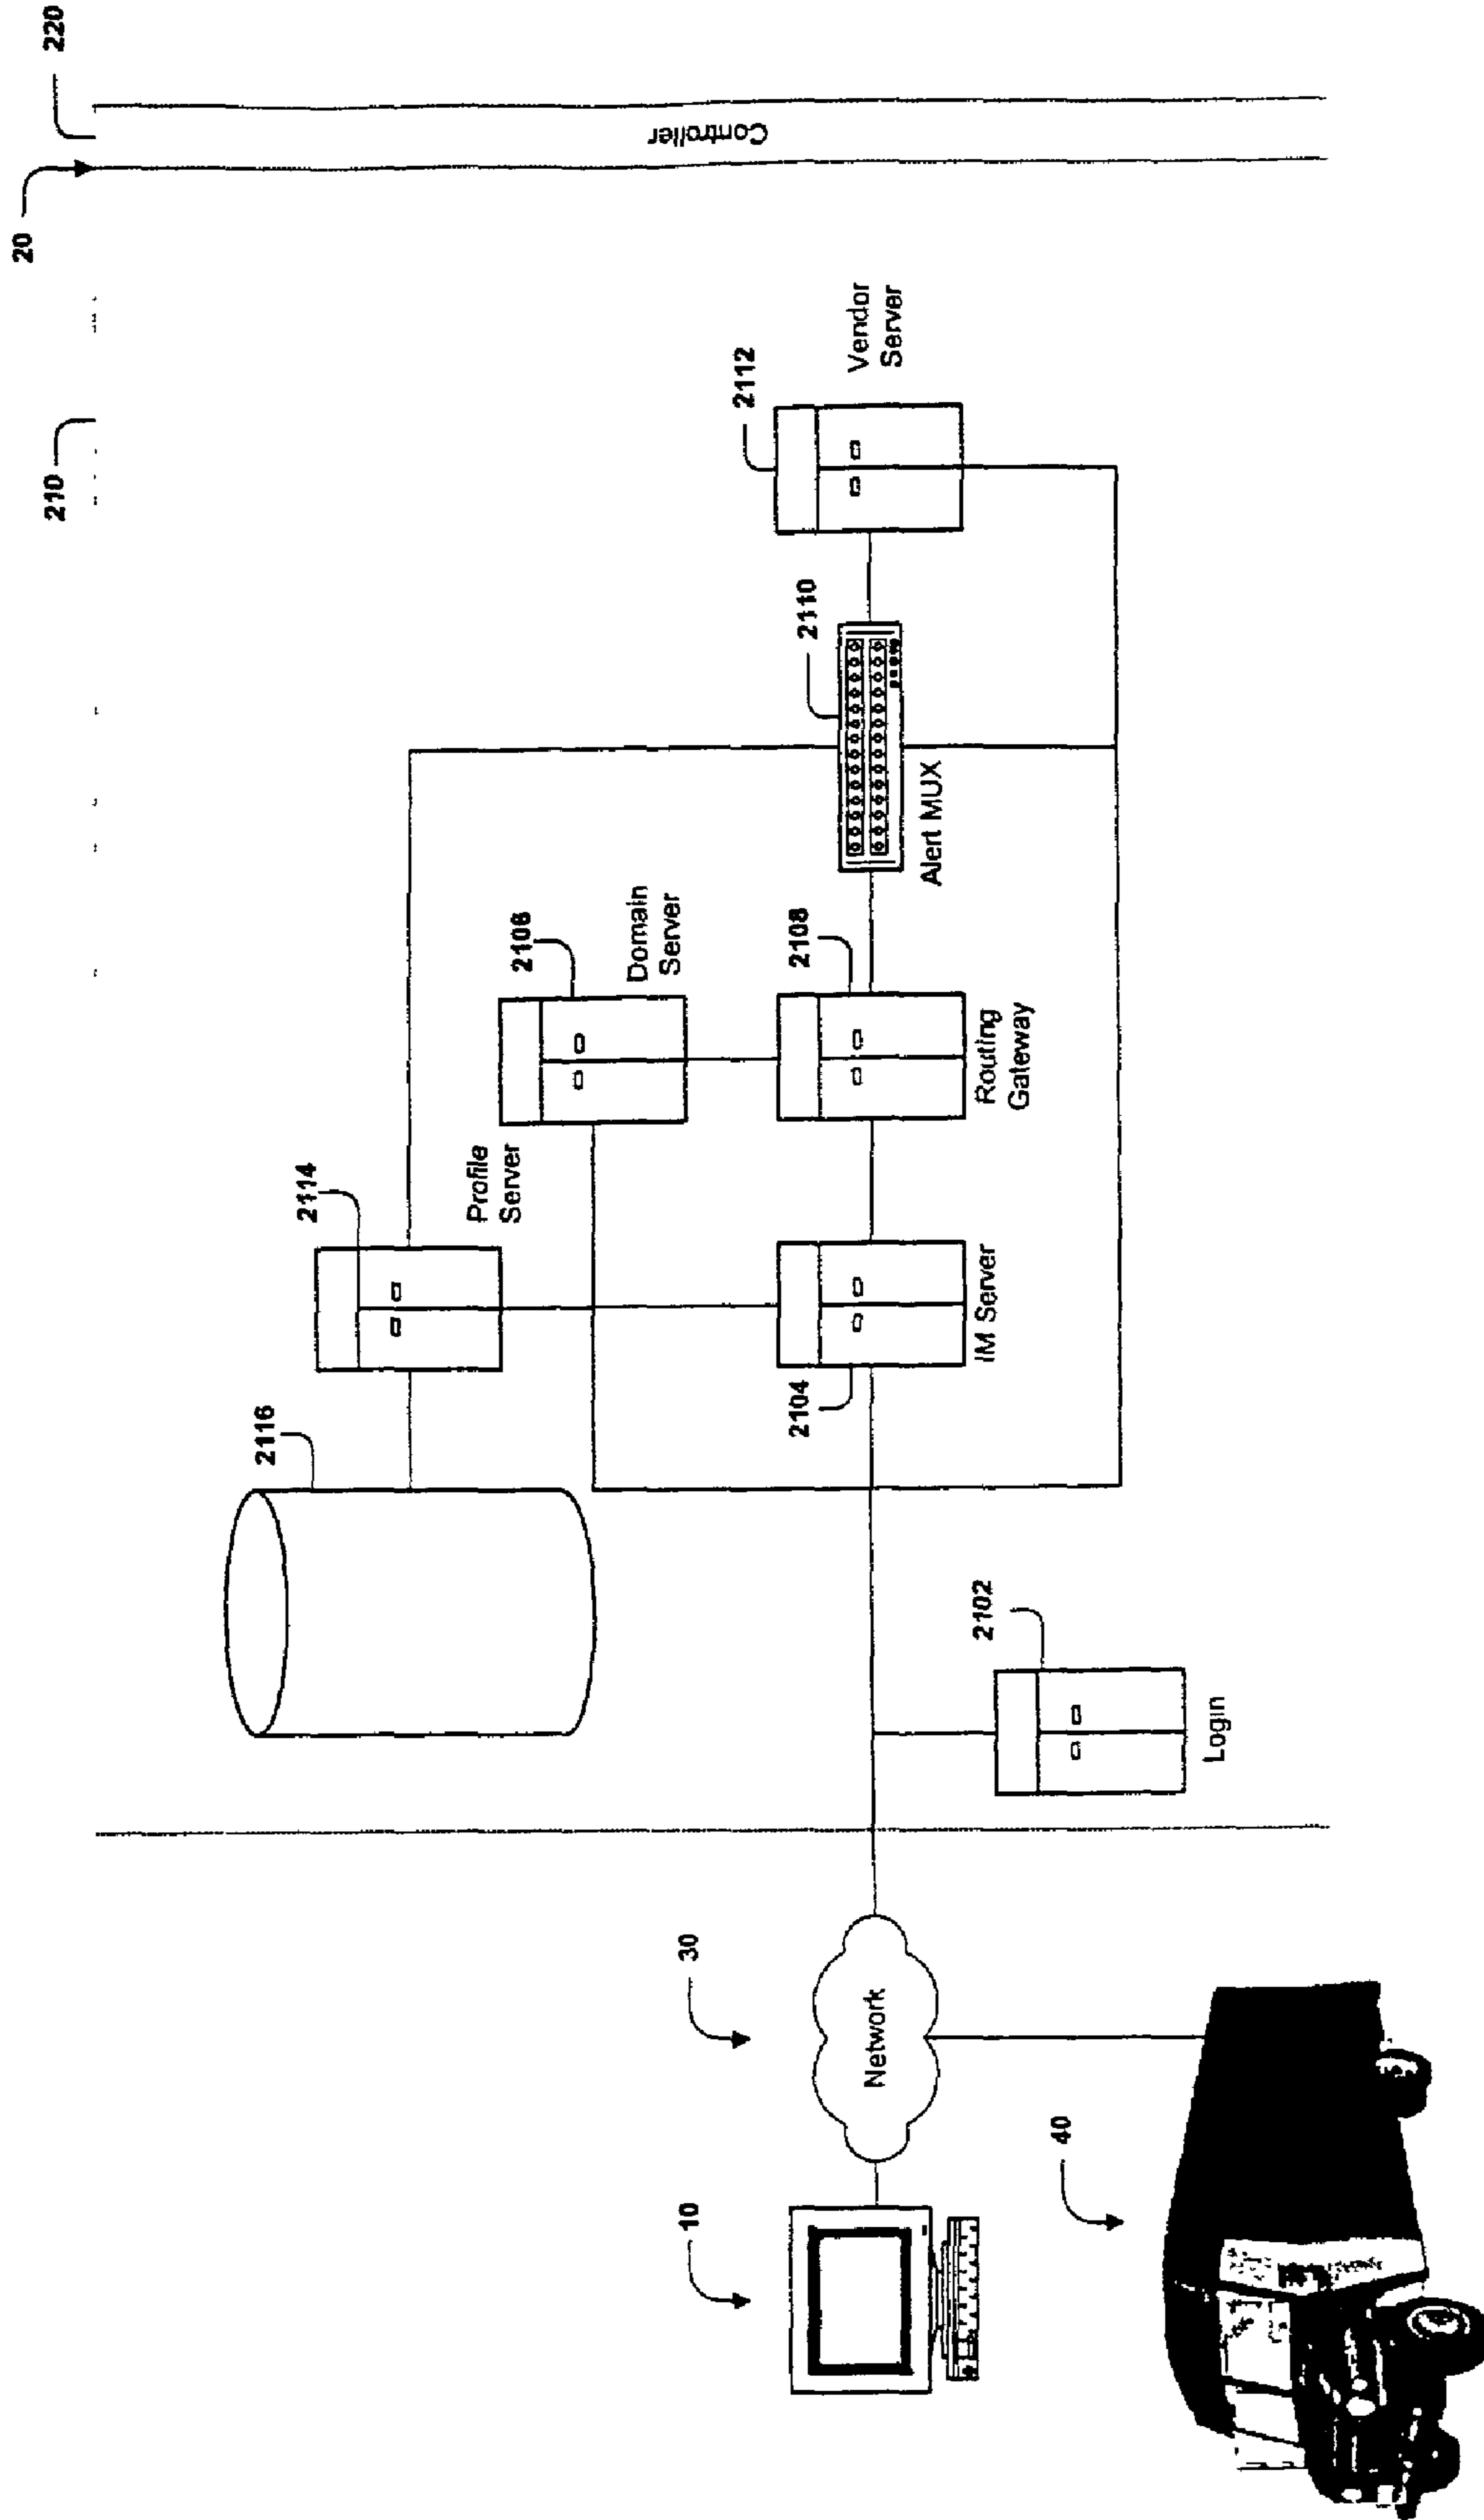 220
20
Controller
210
2112
Vendor
Server
2110
Alert MUX
2106
Domain
Server
2108
Routing
Gateway
2114
Profile
Server
2104
IM Server
2116
2102
Login
30
Network
10
40